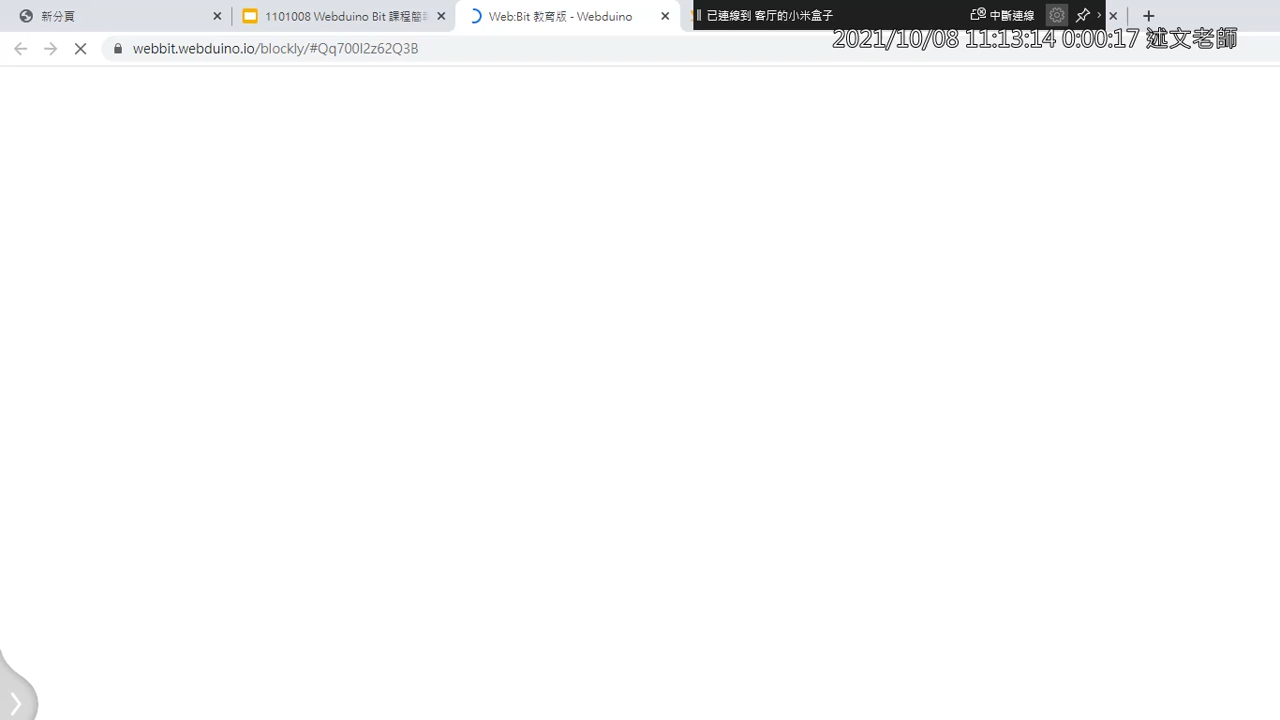 新分頁
1101008 Webduino Bit 課程簡報
Web:Bit 教育版 - Webduino
已連線到 客厅的小米盒子
中斷連線
webbit.webduino.io/blockly/#Qq700I2z62Q3B
2021/10/08 11:13:14 0:00:17 述文老師